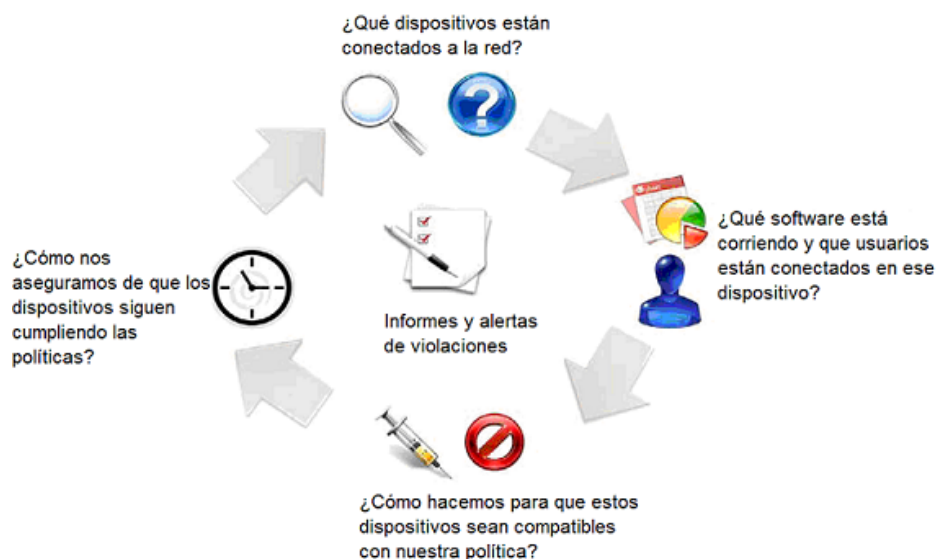 ¿Qué dispositivos están
conectados a la red?
¿Qué software está
corriendo y que usuarios
están conectados en ese
dispositivo?
¿Cómo nos
aseguramos de que los
dispositivos siguen
cumpliendo las
políticas?
Informes y alertas
de violaciones
¿Cómo hacemos para que estos
dispositivos sean compatibles
con nuestra política?